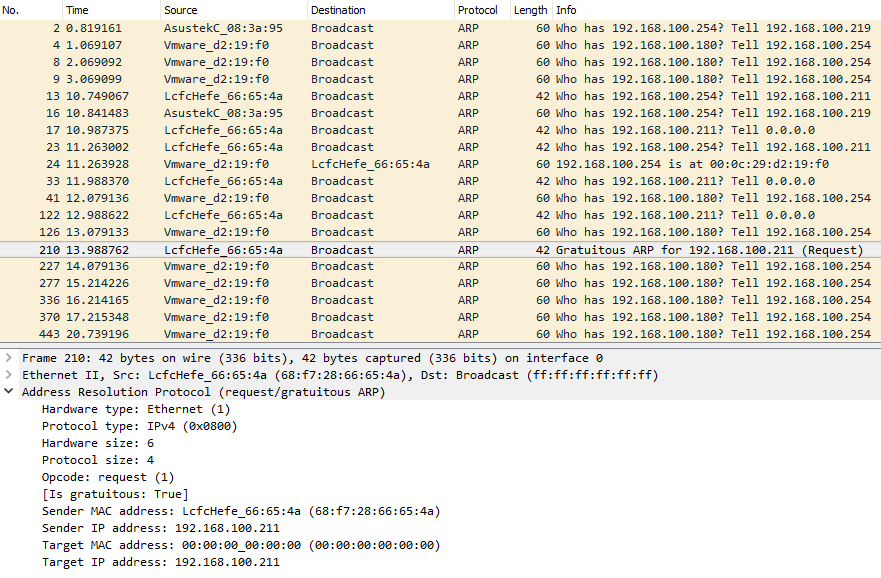 No. Time Source Destination Protocol Length Info
2 0.819161 AsustekC_08:3a:95 Broadcast ARP 60 Who has 192.168.100.254? Tell 192.168.100.219
4 1.069107 Vmware_d2:19:f0 Broadcast ARP 60 Who has 192.168.100.180? Tell 192.168.100.254
8 2.069092 Vmware_d2:19:f0 Broadcast ARP 60 Who has 192.168.100.180? Tell 192.168.100.254
9 3.069099 Vmware_d2:19:f0 Broadcast ARP 60 Who has 192.168.100.180? Tell 192.168.100.254
13 10.749067 LcfcHefe_66:65:4a Broadcast ARP 42 Who has 192.168.100.254? Tell 192.168.100.211
16 10.841483 AsustekC_08:3a:95 Broadcast ARP 60 Who has 192.168.100.254? Tell 192.168.100.219
17 10.987375 LcfcHefe_66:65:4a Broadcast ARP 42 Who has 192.168.100.211? Tell 0.0.0.0
23 11.263002 LcfcHefe_66:65:4a Broadcast ARP 42 Who has 192.168.100.254? Tell 192.168.100.211
24 11.263928 Vmware_d2:19:f0 LcfcHefe_66:65:4a ARP 60 192.168.100.254 is at 00:0c:29:d2:19:f0
33 11.988370 LcfcHefe_66:65:4a Broadcast ARP 42 Who has 192.168.100.211? Tell 0.0.0.0
41 12.079136 Vmware_d2:19:f0 Broadcast ARP 60 Who has 192.168.100.180? Tell 192.168.100.254
122 12.988622 LcfcHefe_66:65:4a Broadcast ARP 42 Who has 192.168.100.211? Tell 0.0.0.0
126 13.079133 Vmware_d2:19:f0 Broadcast ARP 60 Who has 192.168.100.180? Tell 192.168.100.254
210 13.988762 LcfcHefe_66:65:4a Broadcast ARP 42 Gratuitous ARP for 192.168.100.211 (Request)
227 14.079136 Vmware_d2:19:f0 Broadcast ARP 60 Who has 192.168.100.180? Tell 192.168.100.254
277 15.214226 Vmware_d2:19:f0 Broadcast ARP 60 Who has 192.168.100.180? Tell 192.168.100.254
336 16.214165 Vmware_d2:19:f0 Broadcast ARP 60 Who has 192.168.100.180? Tell 192.168.100.254
370 17.215348 Vmware_d2:19:f0 Broadcast ARP 60 Who has 192.168.100.180? Tell 192.168.100.254
443 20.739196 Vmware_d2:19:f0 Broadcast ARP 60 Who has 192.168.100.180? Tell 192.168.100.254
Frame 210: 42 bytes on wire (336 bits), 42 bytes captured (336 bits) on interface 0
Ethernet II, Src: LcfcHefe_66:65:4a (68:f7:28:66:65:4a), Dst: Broadcast (ff:ff:ff:ff:ff:ff)
Address Resolution Protocol (request/gratuitous ARP)
Hardware type: Ethernet (1)
Protocol type: IPv4 (0x0800)
Hardware size: 6
Protocol size: 4
Opcode: request (1)
[Is gratuitous: True]
Sender MAC address: LcfcHefe_66:65:4a (68:f7:28:66:65:4a)
Sender IP address: 192.168.100.211
Target MAC address: 00:00:00_00:00:00 (00:00:00:00:00:00)
Target IP address: 192.168.100.211